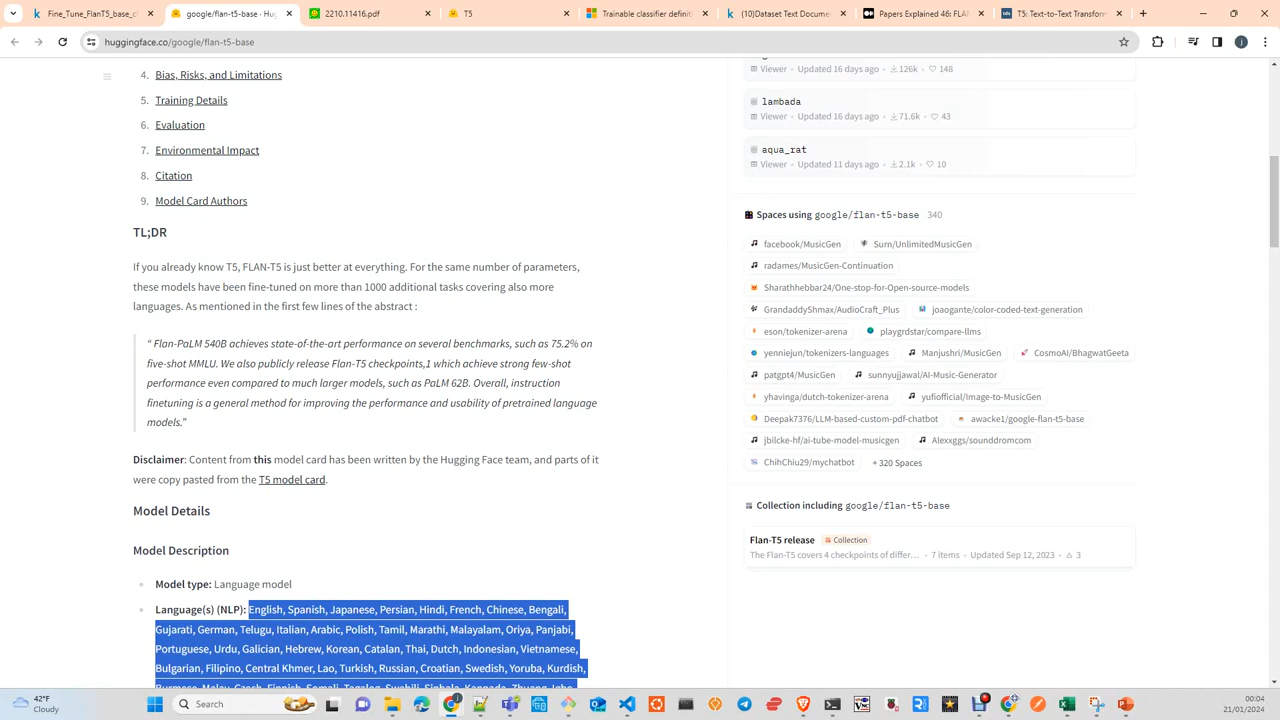 Fine_Tune_FlanT5_base_c
google/flan-t5-base · Hug
2210.11416.pdf
T5
Trainable classifier definit
(10)Dataset Text Docume
Papers Explained 46: FLAN
T5: Text-to-Text Transform
huggingface.co/google/flan-t5-base
4. Bias, Risks, and Limitations
5. Training Details
6. Evaluation
7. Environmental Impact
8. Citation
9. Model Card Authors
TL;DR
If you already know T5, FLAN-T5 is just better at everything. For the same number of parameters,
these models have been fine-tuned on more than 1000 additional tasks covering also more
languages. As mentioned in the first few lines of the abstract :
“ Flan-PaLM 540B achieves state-of-the-art performance on several benchmarks, such as 75.2% on
five-shot MMLU. We also publicly release Flan-T5 checkpoints,1 which achieve strong few-shot
performance even compared to much larger models, such as PaLM 62B. Overall, instruction
finetuning is a general method for improving the performance and usability of pretrained language
models.”
Disclaimer: Content from this model card has been written by the Hugging Face team, and parts of it
were copy pasted from the T5 model card.
Model Details
Model Description
Model type: Language model
Language(s) (NLP): English, Spanish, Japanese, Persian, Hindi, French, Chinese, Bengali,
Gujarati, German, Telugu, Italian, Arabic, Polish, Tamil, Marathi, Malayalam, Oriya, Panjabi,
Portuguese, Urdu, Galician, Hebrew, Korean, Catalan, Thai, Dutch, Indonesian, Vietnamese,
Bulgarian, Filipino, Central Khmer, Lao, Turkish, Russian, Croatian, Swedish, Yoruba, Kurdish,
Burmese, Malay, Czech, Finnish, Somali, Tagalog, Swahili, Sinhala, Kannada, Zhuang, Igbo,
Viewer • Updated 16 days ago • 126k • 148
lambada
Viewer • Updated 16 days ago • 71.6k • 43
aqua_rat
Viewer • Updated 11 days ago • 2.1k • 10
Spaces using google/flan-t5-base 340
facebook/MusicGen Surn/UnlimitedMusicGen
radames/MusicGen-Continuation
Sharathhebbar24/One-stop-for-Open-source-models
GrandaddyShmax/AudioCraft_Plus joaogante/color-coded-text-generation
eson/tokenizer-arena playgrdstar/compare-llms
yenniejun/tokenizers-languages Manjushri/MusicGen CosmoAI/BhagwatGeeta
patgpt4/MusicGen sunnyujjawal/AI-Music-Generator
yhavinga/dutch-tokenizer-arena yufiofficial/Image-to-MusicGen
Deepak7376/LLM-based-custom-pdf-chatbot awacke1/google-flan-t5-base
jbilcke-hf/ai-tube-model-musicgen Alexxggs/sounddromcom
ChihChiu29/mychatbot + 320 Spaces
Collection including google/flan-t5-base
Flan-T5 release Collection
The Flan-T5 covers 4 checkpoints of differ… • 7 items • Updated Sep 12, 2023 • 3
42°F
Cloudy
Search
00:04
21/01/2024